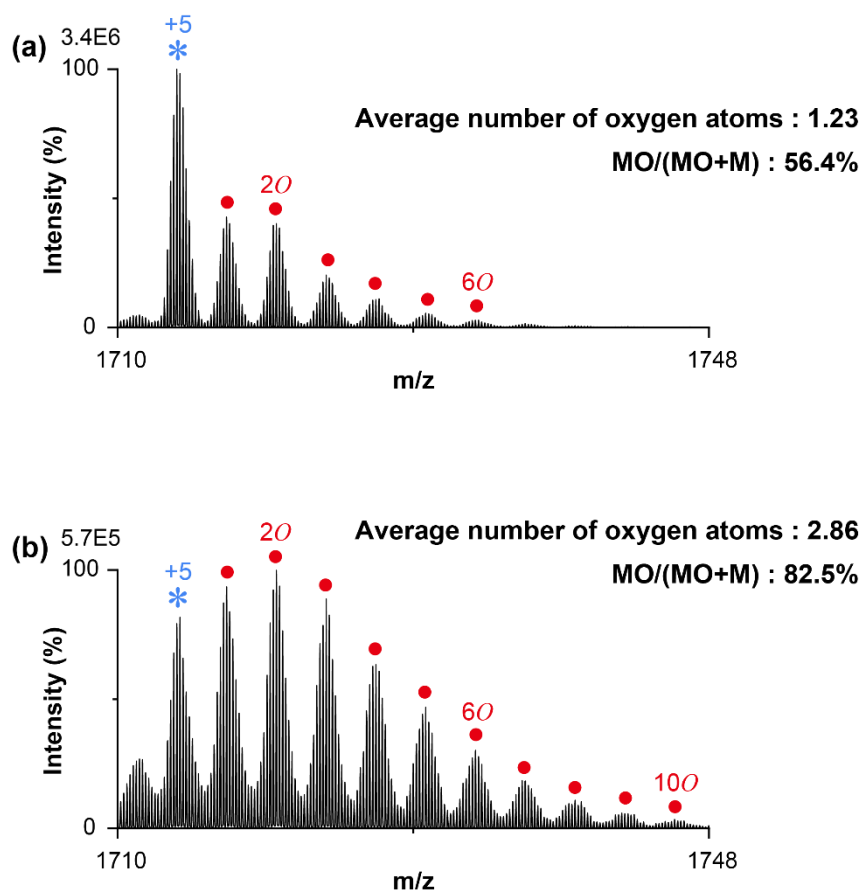 (a)
3.4E6
+5
*
100
Average number of oxygen atoms : 1.23
MO/(MO+M) : 56.4%
2O
6O
Intensity (%)
0
1710
1748
m/z
(b)
5.7E5
+5
*
100
Average number of oxygen atoms : 2.86
MO/(MO+M) : 82.5%
2O
6O
10O
Intensity (%)
0
1710
1748
m/z